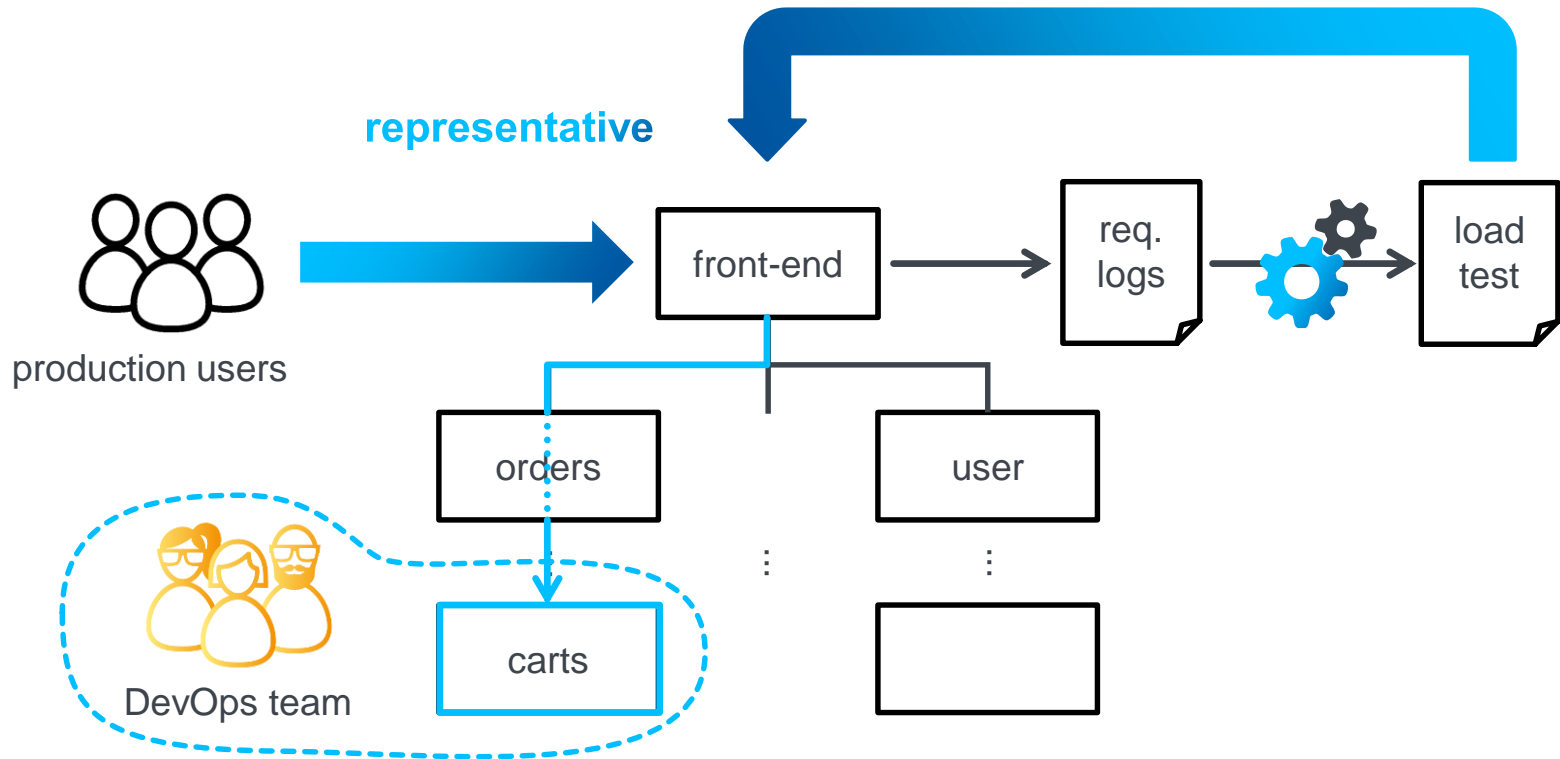 representative
production users
front-end
req.
logs
load
test
orders
user
⋮
⋮
⋮
carts
DevOps team